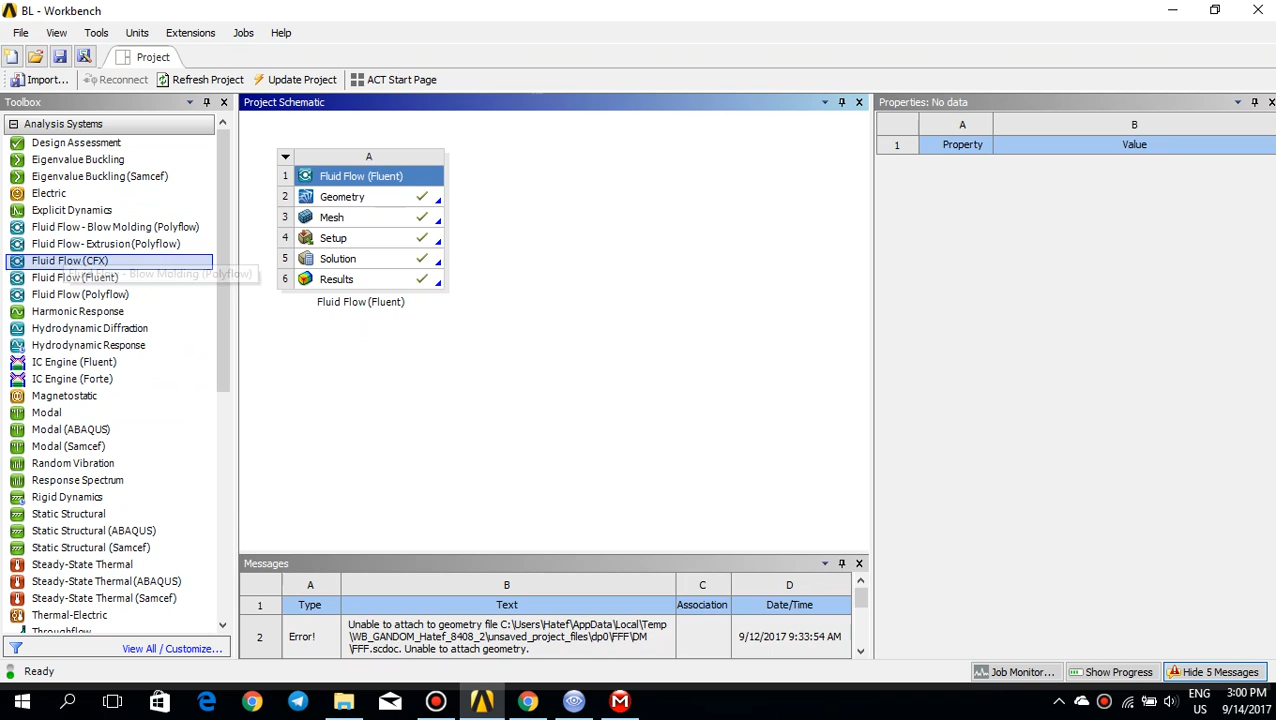 BL - Workbench
File View Tools Units Extensions Jobs Help
Project
Import... Reconnect Refresh Project Update Project ACT Start Page
Toolbox
Analysis Systems
Design Assessment
Eigenvalue Buckling
Eigenvalue Buckling (Samcef)
Electric
Explicit Dynamics
Fluid Flow - Blow Molding (Polyflow)
Fluid Flow - Extrusion (Polyflow)
Fluid Flow (CFX)
Fluid Flow - Blow Molding (Polyflow)
Fluid Flow (Fluent)
Fluid Flow (Polyflow)
Harmonic Response
Hydrodynamic Diffraction
Hydrodynamic Response
IC Engine (Fluent)
IC Engine (Forte)
Magnetostatic
Modal
Modal (ABAQUS)
Modal (Samcef)
Random Vibration
Response Spectrum
Rigid Dynamics
Static Structural
Static Structural (ABAQUS)
Static Structural (Samcef)
Steady-State Thermal
Steady-State Thermal (ABAQUS)
Steady-State Thermal (Samcef)
Thermal-Electric
Throughflow
View All / Customize...
Project Schematic
A
1 Fluid Flow (Fluent)
2 Geometry
3 Mesh
4 Setup
5 Solution
6 Results
Fluid Flow (Fluent)
Properties: No data
A B
1 Property Value
Messages
A B C D
1 Type Text Association Date/Time
2 Error! Unable to attach to geometry file C:\Users\Hatef\AppData\Local\Temp
\WB_GANDOM_Hatef_8408_2\unsaved_project_files\dp0\FFF\DM
\FFF.scdoc. Unable to attach geometry.
9/12/2017 9:33:54 AM
Ready
Job Monitor... Show Progress Hide 5 Messages
ENG
US
3:00 PM
9/14/2017